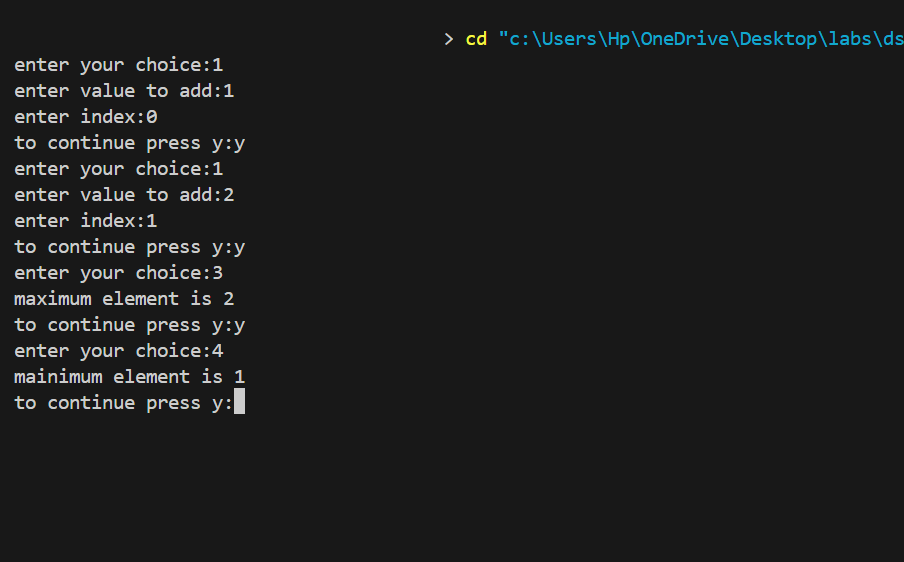 > cd "c:\Users\Hp\OneDrive\Desktop\labs\ds
enter your choice:1
enter value to add:1
enter index:0
to continue press y:y
enter your choice:1
enter value to add:2
enter index:1
to continue press y:y
enter your choice:3
maximum element is 2
to continue press y:y
enter your choice:4
mainimum element is 1
to continue press y: